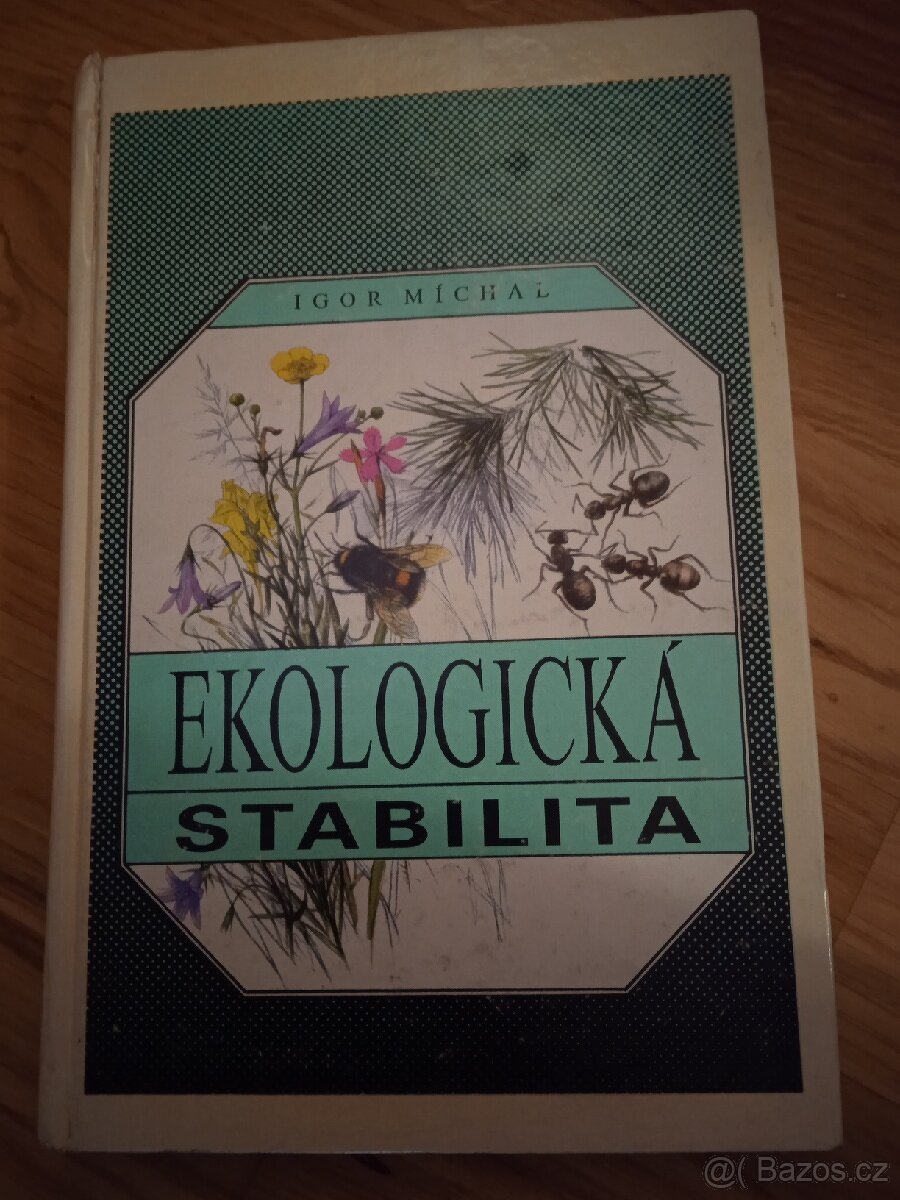 IGOR MÍCHAL
EKOLOGICKÁ
STABILITA
@( Bazos.cz